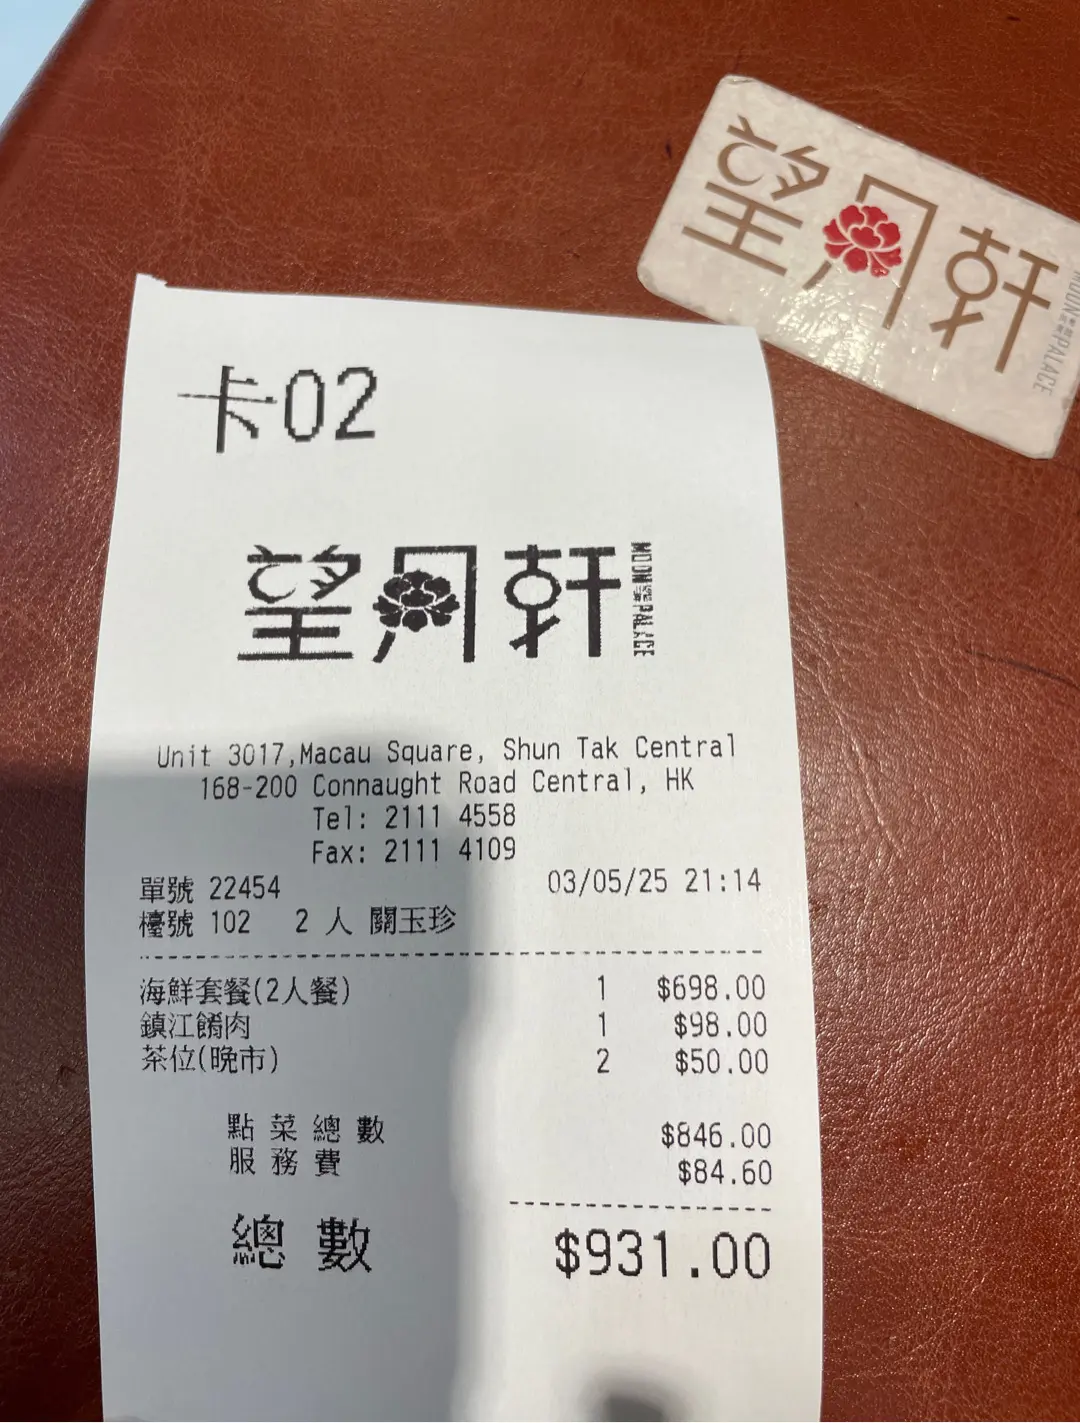 卡02
望月軒
MOON PALACE
Unit 3017,Macau Square, Shun Tak Central
168-200 Connaught Road Central, HK
Tel: 2111 4558
Fax: 2111 4109
單號 22454 03/05/25 21:14
檯號 102 2 人 關玉珍
海鮮套餐(2人餐) 1 $698.00
鎮江餚肉 1 $98.00
茶位(晚市) 2 $50.00
點菜總數 $846.00
服務費 $84.60
總數 $931.00
望月軒
MOON PALACE